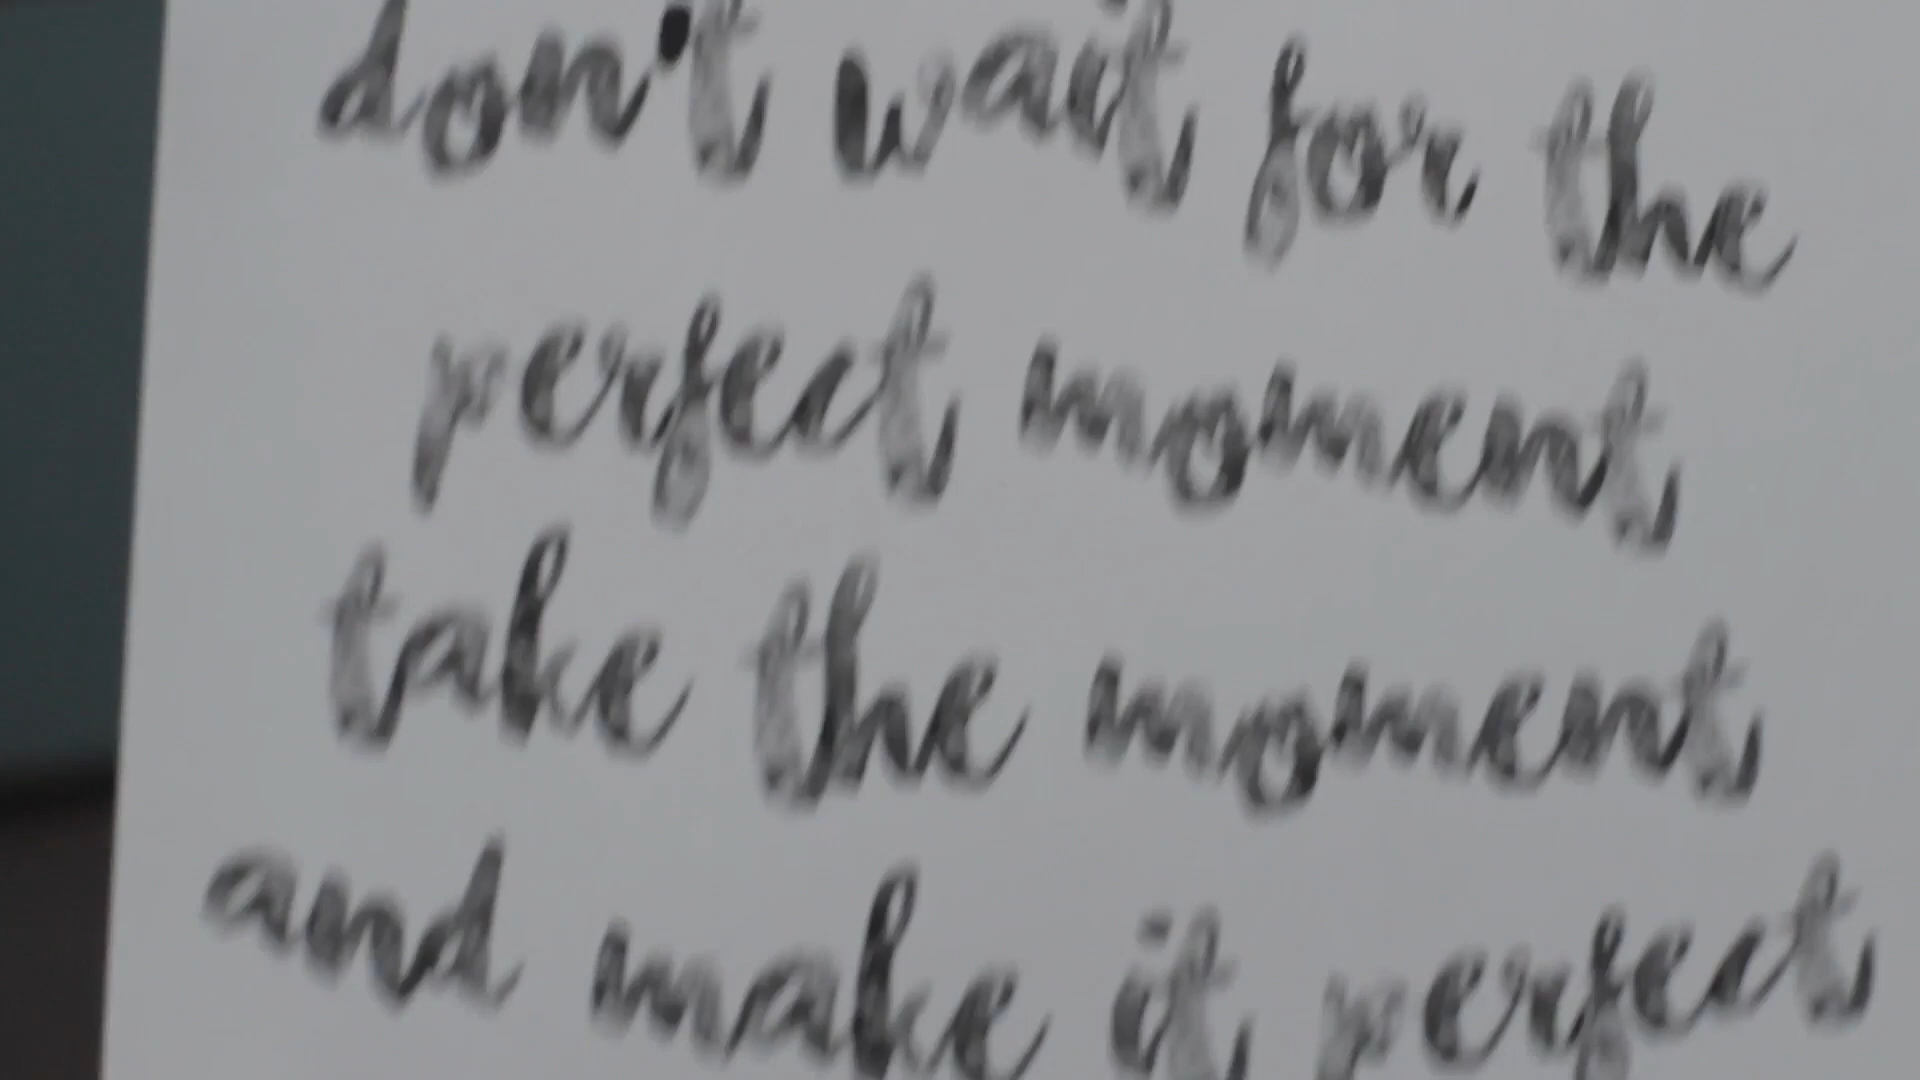 don't wait for the
perfect moment
take the moment
and make it perfect